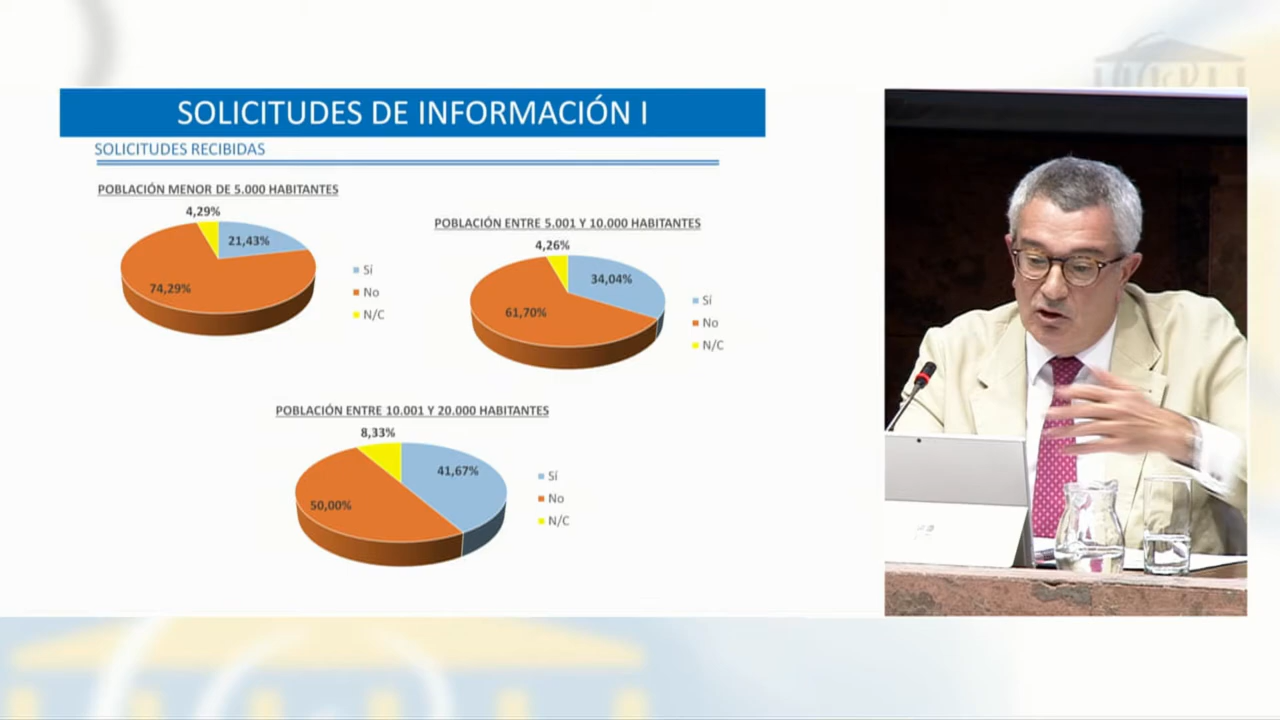 SOLICITUDES DE INFORMACIÓN I
SOLICITUDES RECIBIDAS
POBLACIÓN MENOR DE 5.000 HABITANTES
4,29%
21,43%
74,29%
Sí
No
N/C
POBLACIÓN ENTRE 5.001 Y 10.000 HABITANTES
4,26%
34,04%
61,70%
Sí
No
N/C
POBLACIÓN ENTRE 10.001 Y 20.000 HABITANTES
8,33%
41,67%
50,00%
Sí
No
N/C